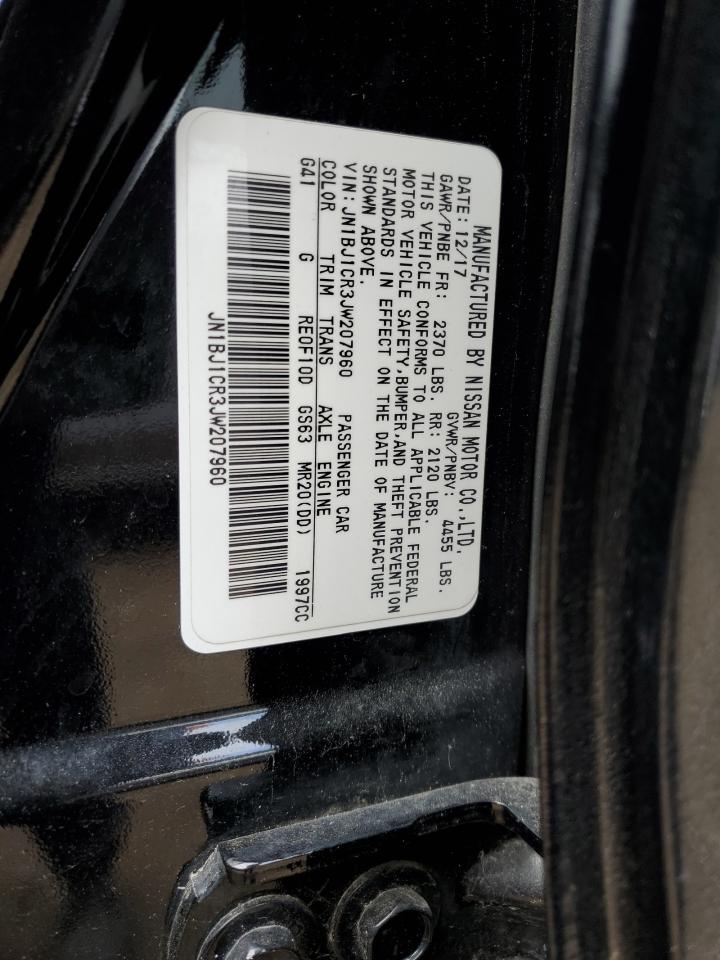 MANUFACTURED BY NISSAN MOTOR CO.,LTD.
DATE: 12/17 GVWR/PNBV: 4455 LBS.
GAWR/PNBE FR: 2370 LBS. RR: 2120 LBS.
THIS VEHICLE CONFORMS TO ALL APPLICABLE FEDERAL
MOTOR VEHICLE SAFETY,BUMPER,AND THEFT PREVENTION
STANDARDS IN EFFECT ON THE DATE OF MANUFACTURE
SHOWN ABOVE.
VIN:JN1BJ1CR3JW207960 PASSENGER CAR
COLOR TRIM TRANS AXLE ENGINE
G41 G RE0F10D GS63 MR20(DD) 1997CC
JN1BJ1CR3JW207960